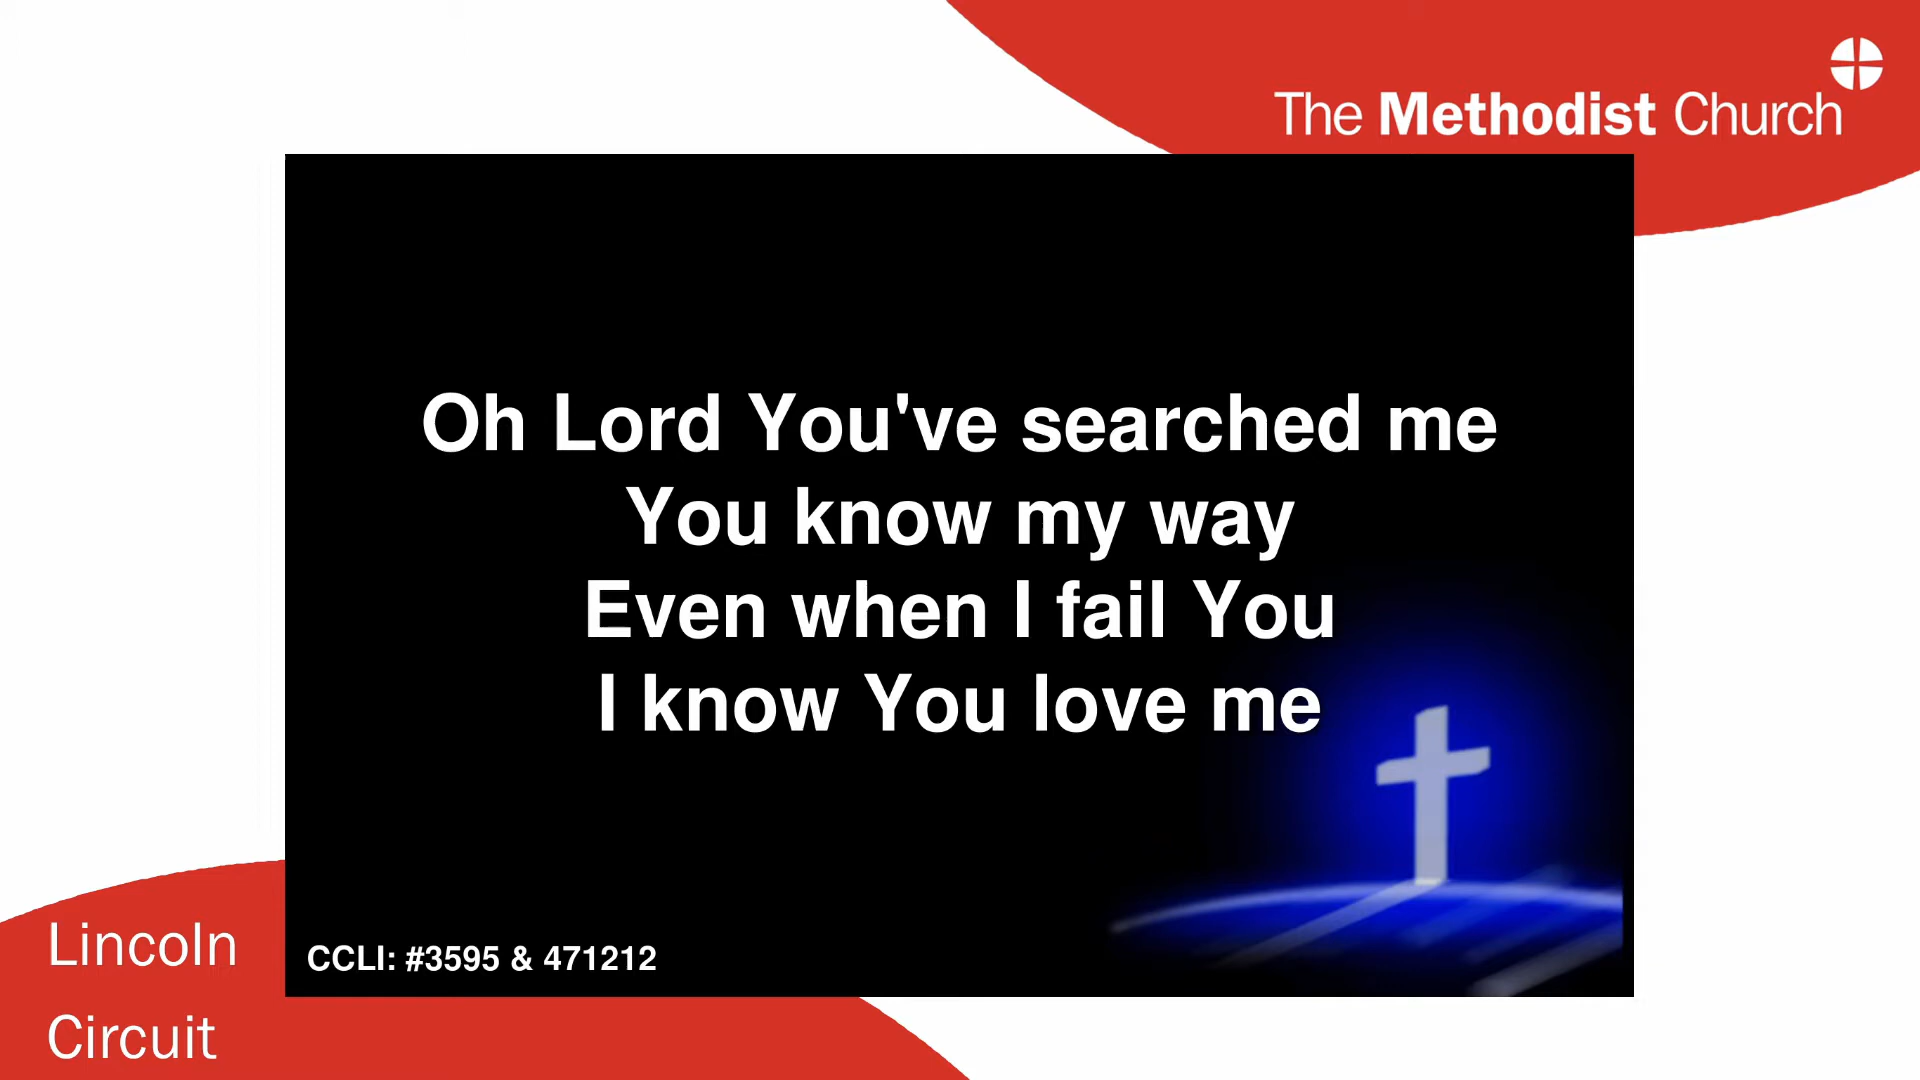 The Methodist Church
Oh Lord You've searched me
You know my way
Even when I fail You
I know You love me
CCLI: #3595 & 471212
Lincoln
Circuit